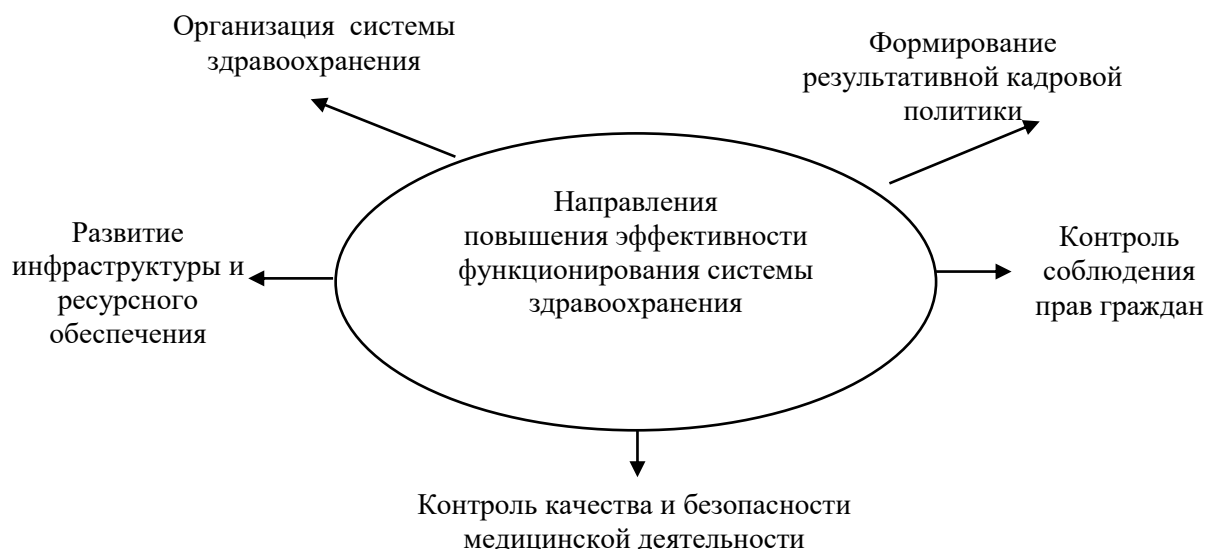 Организация системы
здравоохранения
Формирование
результативной кадровой
политики
Направления
повышения эффективности
функционирования системы
здравоохранения
Развитие
инфраструктуры и
ресурсного
обеспечения
Контроль
соблюдения
прав граждан
Контроль качества и безопасности
медицинской деятельности